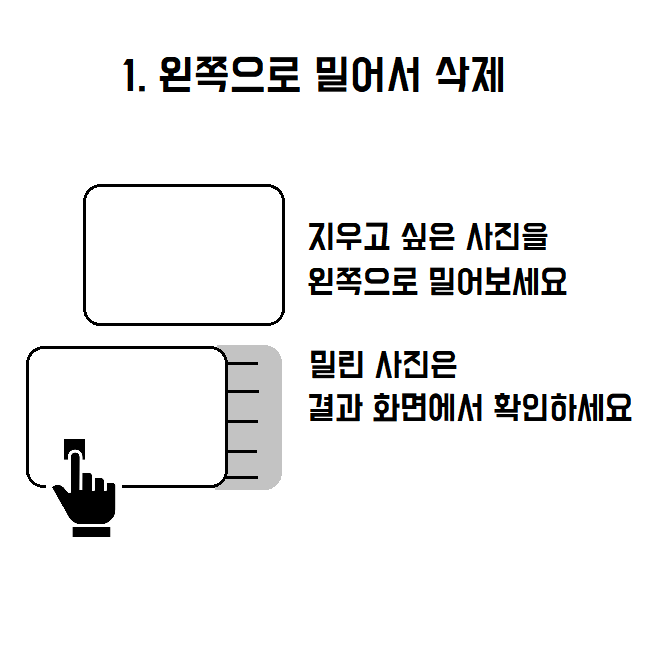 1. 왼쪽으로 밀어서 삭제
지우고 싶은 사진을
왼쪽으로 밀어보세요
밀린 사진은
결과 화면에서 확인하세요